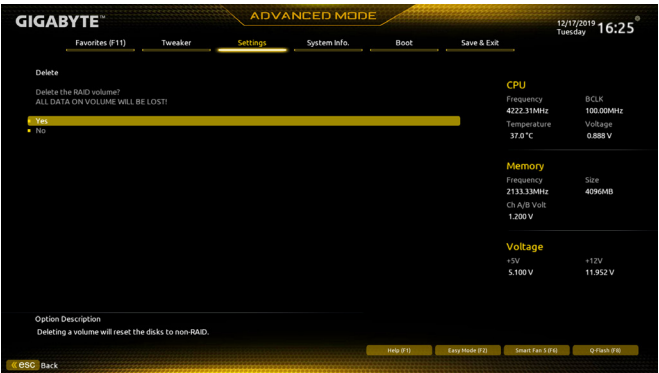 GIGABYTE™
ADVANCED MODE
12/17/2019
Tuesday
16:25
Favorites (F11) Tweaker Settings System Info. Boot Save & Exit
Delete
Delete the RAID volume?
ALL DATA ON VOLUME WILL BE LOST!
Yes
No
CPU
Frequency BCLK
4222.31MHz 100.00MHz
Temperature Voltage
37.0 °C 0.888 V
Memory
Frequency Size
2133.33MHz 4096MB
Ch A/B Volt
1.200 V
Voltage
+5V +12V
5.100 V 11.952 V
Option Description
Deleting a volume will reset the disks to non-RAID.
Help (F1) Easy Mode (F2) Smart Fan 5 (F6) Q-Flash (F8)
esc Back